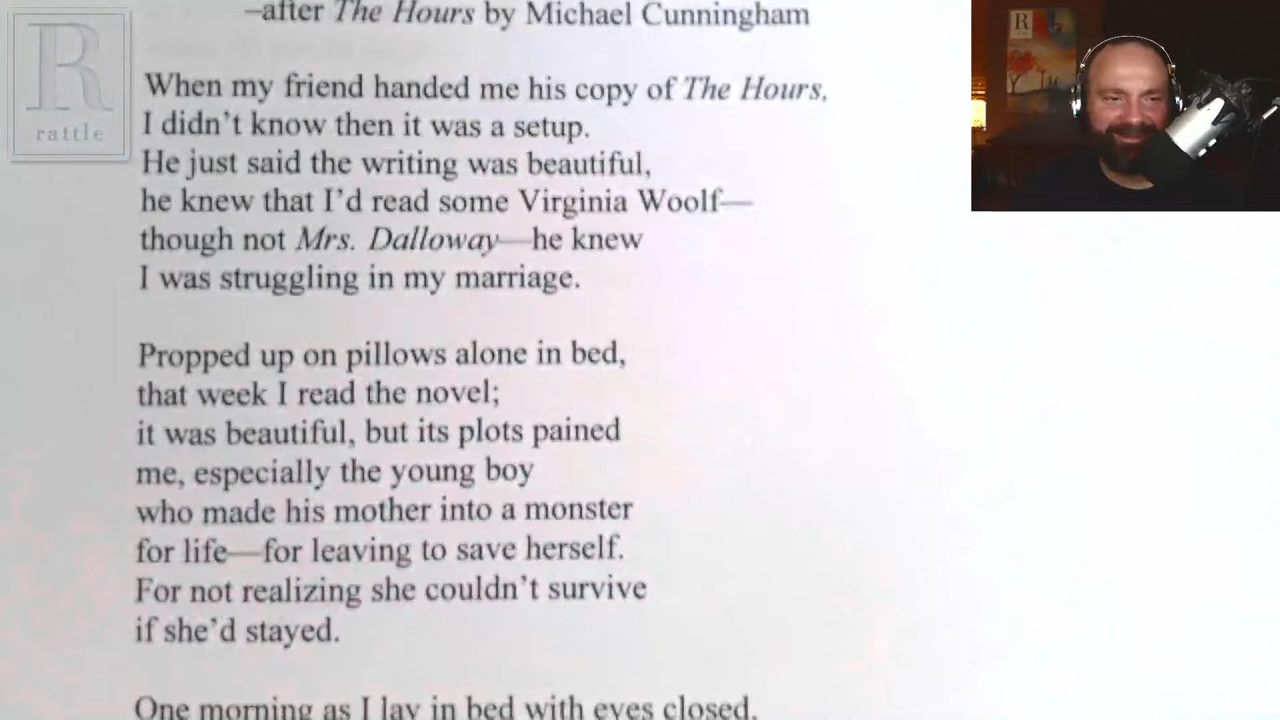 –after The Hours by Michael Cunningham
R
rattle
When my friend handed me his copy of The Hours,
I didn't know then it was a setup.
He just said the writing was beautiful,
he knew that I'd read some Virginia Woolf—
though not Mrs. Dalloway—he knew
I was struggling in my marriage.
Propped up on pillows alone in bed,
that week I read the novel;
it was beautiful, but its plots pained
me, especially the young boy
who made his mother into a monster
for life—for leaving to save herself.
For not realizing she couldn't survive
if she'd stayed.
One morning as I lay in bed with eyes closed,
R